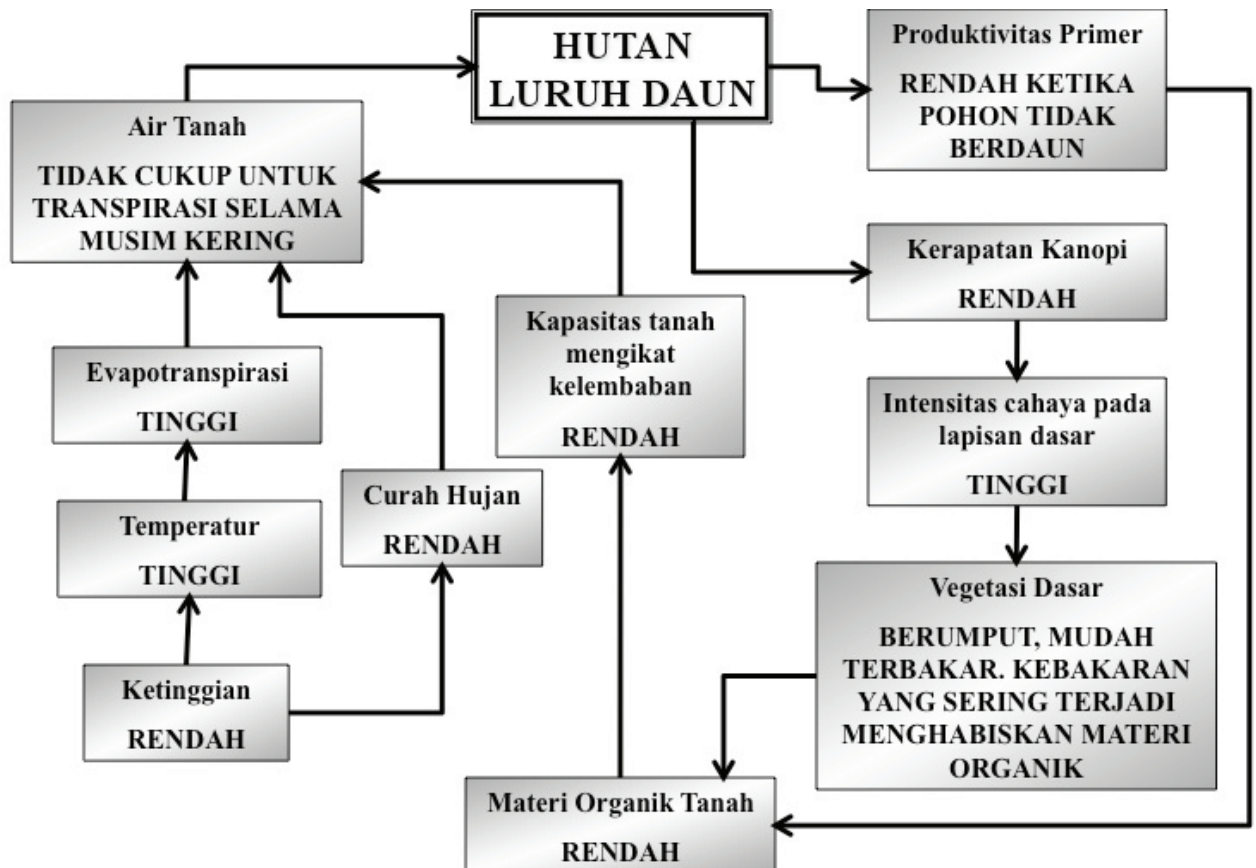 HUTAN
LURUH DAUN
Produktivitas Primer
RENDAH KETIKA
POHON TIDAK
BERDAUN
Air Tanah
TIDAK CUKUP UNTUK
TRANSPIRASI SELAMA
MUSIM KERING
Kerapatan Kanopi
RENDAH
Kapasitas tanah
mengikat
kelembaban
RENDAH
Evapotranspirasi
TINGGI
Intensitas cahaya pada
lapisan dasar
TINGGI
Curah Hujan
RENDAH
Temperatur
TINGGI
Vegetasi Dasar
BERUMPUT, MUDAH
TERBAKAR. KEBAKARAN
YANG SERING TERJADI
MENGHABISKAN MATERI
ORGANIK
Ketinggian
RENDAH
Materi Organik Tanah
RENDAH